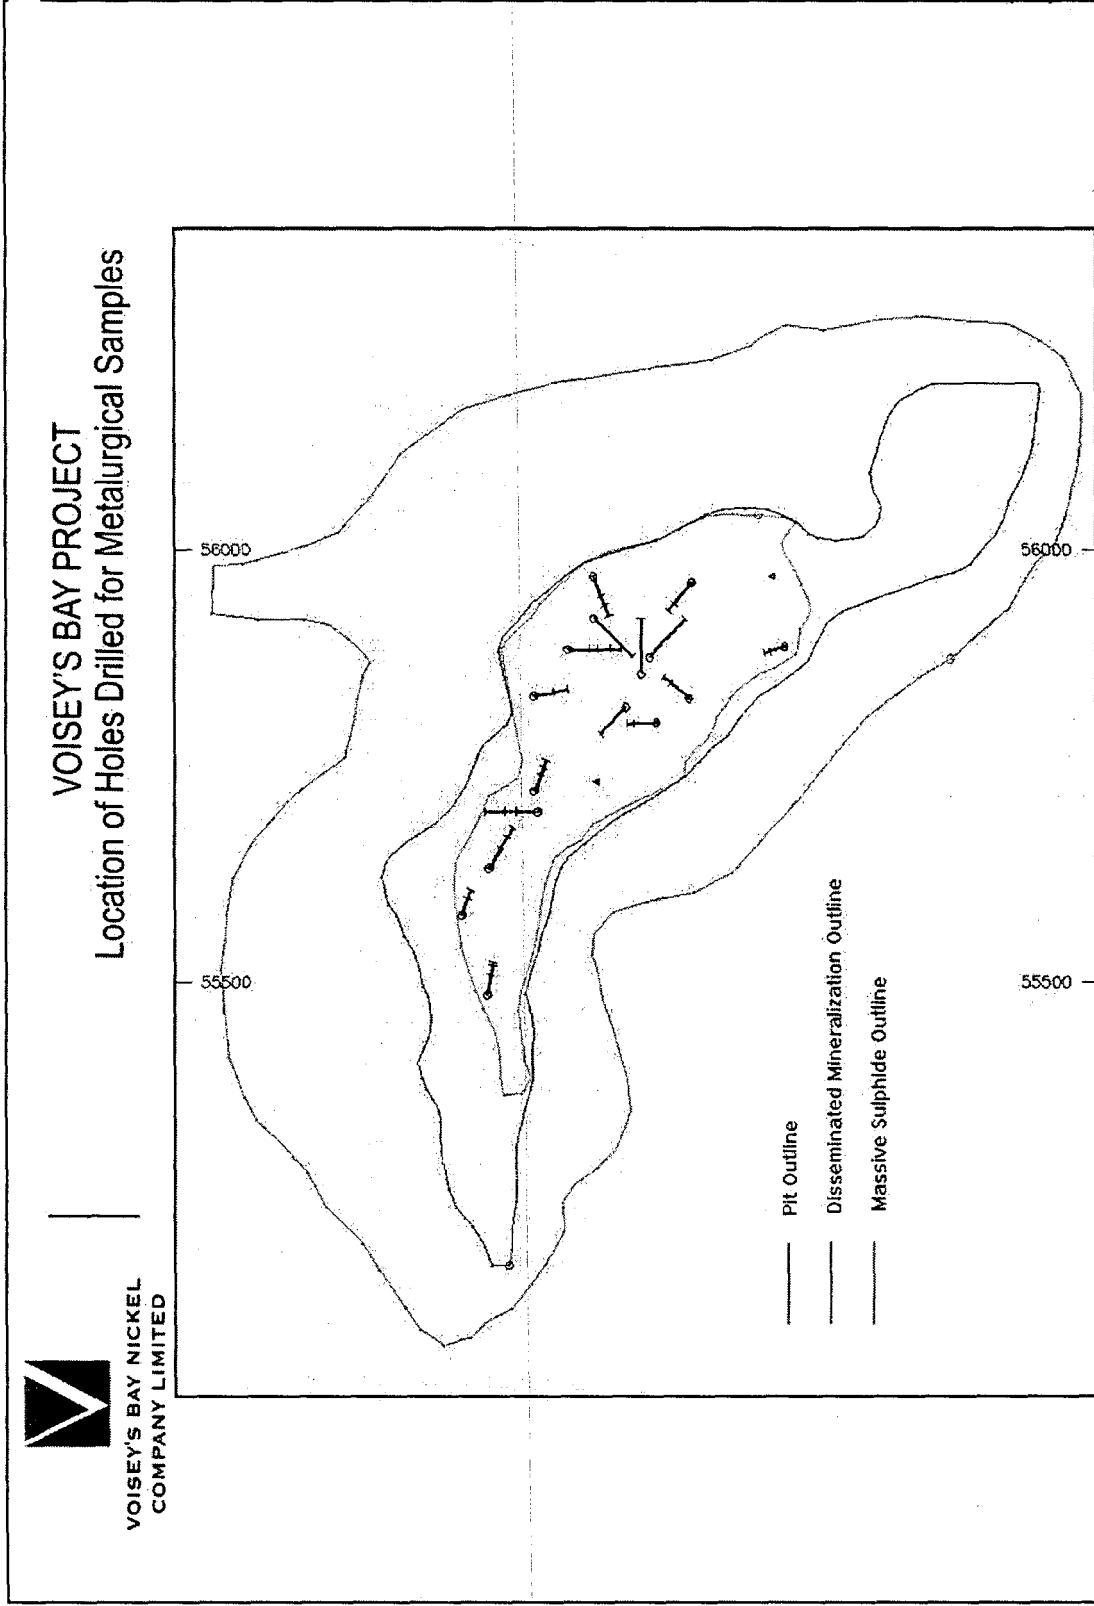 VOISEY'S BAY NICKEL
COMPANY LIMITED
VOISEY'S BAY PROJECT
Location of Holes Drilled for Metalurgical Samples
55500
56000
Pit Outline
Disseminated Mineralization Outline
Massive Sulphide Outline
55500
56000